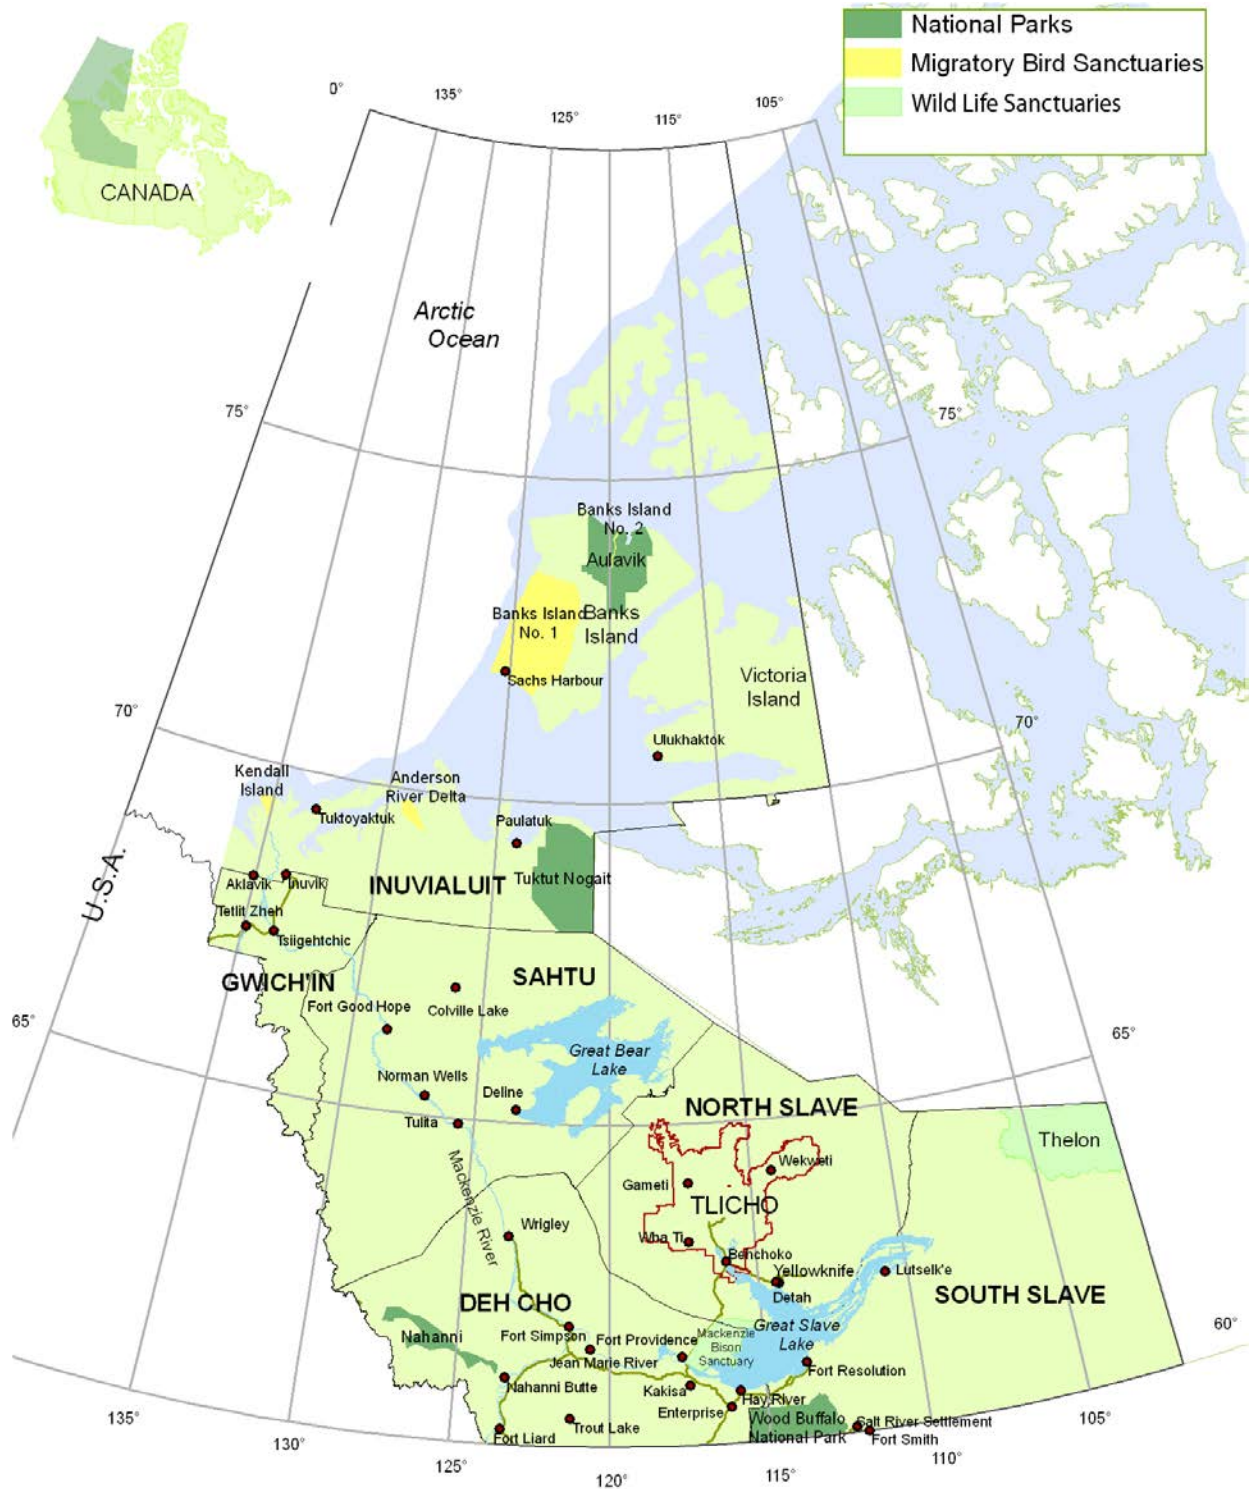 National Parks
Migratory Bird Sanctuaries
Wild Life Sanctuaries
CANADA
0°
135°
125°
115°
105°
Arctic
Ocean
75°
75°
Banks Island
No. 2
Aulavik
Banks Island
No. 1
Banks
Island
Sachs Harbour
Victoria
Island
70°
70°
Ulukhaktok
Kendall
Island
Anderson
River Delta
Tuktoyaktuk
Paulatuk
U.S.A.
Aklavik
Inuvik
INUVIALUIT
Tuktut Nogait
Tetlit Zheh
Tsiigehtchic
GWICH'IN
SAHTU
Fort Good Hope
Colville Lake
65°
65°
Great Bear
Lake
Norman Wells
Deline
Tulita
NORTH SLAVE
Thelon
Mackenzie River
Wekweti
Gameti
TLICHO
Wrigley
Wha Ti
Behchoko
Yellowknife
Detah
Lutselk'e
DEH CHO
SOUTH SLAVE
Nahanni
Fort Simpson
Fort Providence
Mackenzie
Bison
Sanctuary
Great Slave
Lake
60°
Jean Marie River
Fort Resolution
Nahanni Butte
Kakisa
Hay River
Enterprise
Wood Buffalo
National Park
Salt River Settlement
Fort Smith
Trout Lake
Fort Liard
135°
130°
125°
120°
115°
110°
105°